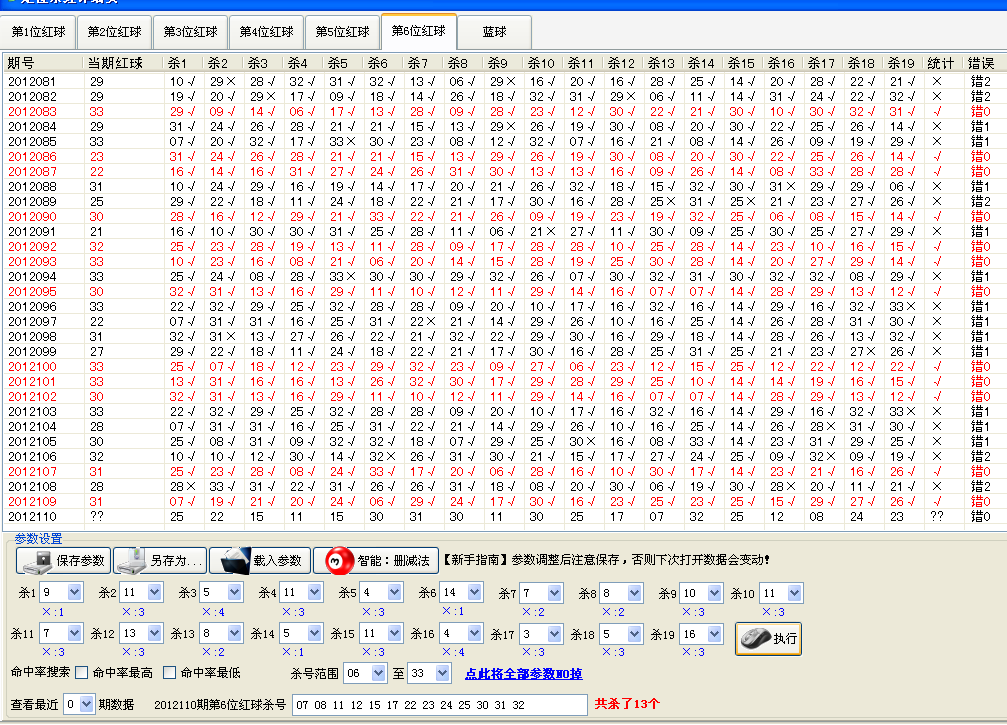 第1位红球 第2位红球 第3位红球 第4位红球 第5位红球 第6位红球 蓝球
期号 当期红球 杀1 杀2 杀3 杀4 杀5 杀6 杀7 杀8 杀9 杀10 杀11 杀12 杀13 杀14 杀15 杀16 杀17 杀18 杀19 统计 错误
2012081 29 10√ 29× 28√ 32√ 31√ 32√ 13√ 06√ 29× 16√ 20√ 16√ 28√ 25√ 14√ 20√ 28√ 22√ 21√ × 错2
2012082 29 19√ 20√ 29× 17√ 09√ 18√ 14√ 26√ 18√ 32√ 31√ 29× 06√ 11√ 14√ 31√ 24√ 22√ 32√ × 错2
2012083 33 29√ 09√ 14√ 06√ 17√ 13√ 28√ 09√ 28√ 23√ 12√ 30√ 22√ 21√ 30√ 10√ 30√ 32√ 31√ √ 错0
2012084 29 31√ 24√ 26√ 28√ 21√ 21√ 15√ 13√ 29× 26√ 19√ 30√ 08√ 20√ 30√ 22√ 25√ 26√ 14√ × 错1
2012085 33 07√ 20√ 32√ 17√ 33× 30√ 23√ 08√ 12√ 32√ 07√ 16√ 21√ 08√ 14√ 26√ 09√ 19√ 29√ × 错1
2012086 23 31√ 24√ 26√ 28√ 21√ 21√ 15√ 13√ 29√ 26√ 19√ 30√ 08√ 20√ 30√ 22√ 25√ 26√ 14√ √ 错0
2012087 22 16√ 14√ 16√ 31√ 27√ 24√ 26√ 31√ 30√ 13√ 13√ 16√ 09√ 26√ 14√ 08√ 33√ 28√ 28√ √ 错0
2012088 31 10√ 24√ 29√ 16√ 19√ 14√ 17√ 20√ 21√ 26√ 32√ 18√ 15√ 32√ 30√ 31× 29√ 29√ 06√ × 错1
2012089 25 29√ 22√ 18√ 11√ 24√ 18√ 22√ 21√ 17√ 30√ 16√ 28√ 25× 31√ 25× 21√ 23√ 27√ 26√ × 错2
2012090 30 28√ 16√ 12√ 29√ 21√ 33√ 22√ 21√ 26√ 09√ 19√ 23√ 19√ 32√ 25√ 06√ 08√ 15√ 14√ √ 错0
2012091 21 16√ 10√ 30√ 30√ 31√ 25√ 28√ 11√ 06√ 21× 27√ 11√ 30√ 09√ 25√ 30√ 25√ 27√ 29√ × 错1
2012092 32 25√ 23√ 28√ 19√ 13√ 11√ 28√ 09√ 17√ 28√ 28√ 10√ 25√ 28√ 14√ 23√ 10√ 16√ 15√ √ 错0
2012093 33 10√ 23√ 16√ 08√ 21√ 06√ 20√ 14√ 15√ 28√ 19√ 25√ 30√ 28√ 14√ 20√ 27√ 29√ 14√ √ 错0
2012094 33 25√ 24√ 08√ 28√ 33× 30√ 30√ 29√ 32√ 26√ 07√ 30√ 32√ 31√ 30√ 32√ 32√ 08√ 29√ × 错1
2012095 30 32√ 31√ 13√ 16√ 29√ 11√ 10√ 12√ 11√ 29√ 14√ 16√ 07√ 07√ 14√ 28√ 29√ 13√ 12√ √ 错0
2012096 33 22√ 32√ 29√ 25√ 32√ 28√ 28√ 09√ 20√ 10√ 17√ 16√ 32√ 16√ 14√ 29√ 16√ 32√ 33× × 错1
2012097 22 07√ 31√ 31√ 16√ 25√ 31√ 22× 21√ 14√ 29√ 26√ 10√ 16√ 25√ 14√ 26√ 28√ 31√ 30√ × 错1
2012098 31 32√ 31× 13√ 27√ 26√ 22√ 21√ 32√ 22√ 29√ 30√ 16√ 29√ 18√ 14√ 28√ 26√ 13√ 32√ × 错1
2012099 27 29√ 22√ 18√ 11√ 24√ 18√ 22√ 21√ 17√ 30√ 16√ 28√ 25√ 31√ 25√ 21√ 23√ 27× 26√ × 错1
2012100 33 25√ 07√ 18√ 12√ 23√ 29√ 32√ 23√ 09√ 27√ 06√ 23√ 12√ 15√ 25√ 12√ 22√ 12√ 22√ √ 错0
2012101 33 13√ 31√ 16√ 16√ 13√ 26√ 32√ 30√ 17√ 29√ 28√ 29√ 25√ 10√ 14√ 14√ 19√ 16√ 15√ √ 错0
2012102 30 32√ 31√ 13√ 16√ 29√ 11√ 10√ 12√ 11√ 29√ 14√ 16√ 07√ 07√ 14√ 28√ 29√ 13√ 12√ √ 错0
2012103 33 22√ 32√ 29√ 25√ 32√ 28√ 28√ 09√ 20√ 10√ 17√ 16√ 32√ 16√ 14√ 29√ 16√ 32√ 33× × 错1
2012104 28 07√ 31√ 31√ 16√ 25√ 31√ 22√ 21√ 14√ 29√ 26√ 10√ 16√ 25√ 14√ 26√ 28× 31√ 30√ × 错1
2012105 30 25√ 08√ 31√ 09√ 32√ 32√ 18√ 07√ 29√ 25√ 30× 16√ 08√ 33√ 14√ 23√ 31√ 29√ 25√ × 错1
2012106 32 10√ 10√ 12√ 30√ 14√ 32× 26√ 31√ 30√ 21√ 15√ 17√ 27√ 24√ 25√ 09√ 32× 09√ 19√ × 错2
2012107 31 25√ 23√ 28√ 08√ 24√ 33√ 17√ 20√ 06√ 28√ 16√ 10√ 30√ 17√ 14√ 23√ 21√ 16√ 26√ √ 错0
2012108 28 28× 33√ 31√ 22√ 31√ 26√ 26√ 31√ 18√ 08√ 20√ 30√ 06√ 19√ 30√ 28× 20√ 11√ 21√ × 错2
2012109 31 07√ 19√ 21√ 20√ 24√ 06√ 29√ 24√ 17√ 30√ 16√ 23√ 25√ 23√ 25√ 15√ 29√ 27√ 26√ √ 错0
2012110 ?? 25 22 15 11 15 30 31 30 11 30 25 17 07 32 25 12 08 24 23 ?? 错0
参数设置
保存参数 另存为... 载入参数 智能：删减法 【新手指南】参数调整后注意保存，否则下次打开数据会变动！
杀1 9 杀2 11 杀3 5 杀4 11 杀5 4 杀6 14 杀7 7 杀8 8 杀9 10 杀10 11
×:1 ×:3 ×:4 ×:3 ×:3 ×:1 ×:2 ×:2 ×:3 ×:3
杀11 7 杀12 13 杀13 8 杀14 5 杀15 11 杀16 4 杀17 3 杀18 5 杀19 16 执行
×:3 ×:3 ×:2 ×:1 ×:3 ×:4 ×:3 ×:3 ×:3
命中率搜索 命中率最高 命中率最低 杀号范围 06 至 33 点此将全部参数NO掉
查看最近 0 期数据 2012110期第6位红球杀号 07 08 11 12 15 17 22 23 24 25 30 31 32 共杀了13个